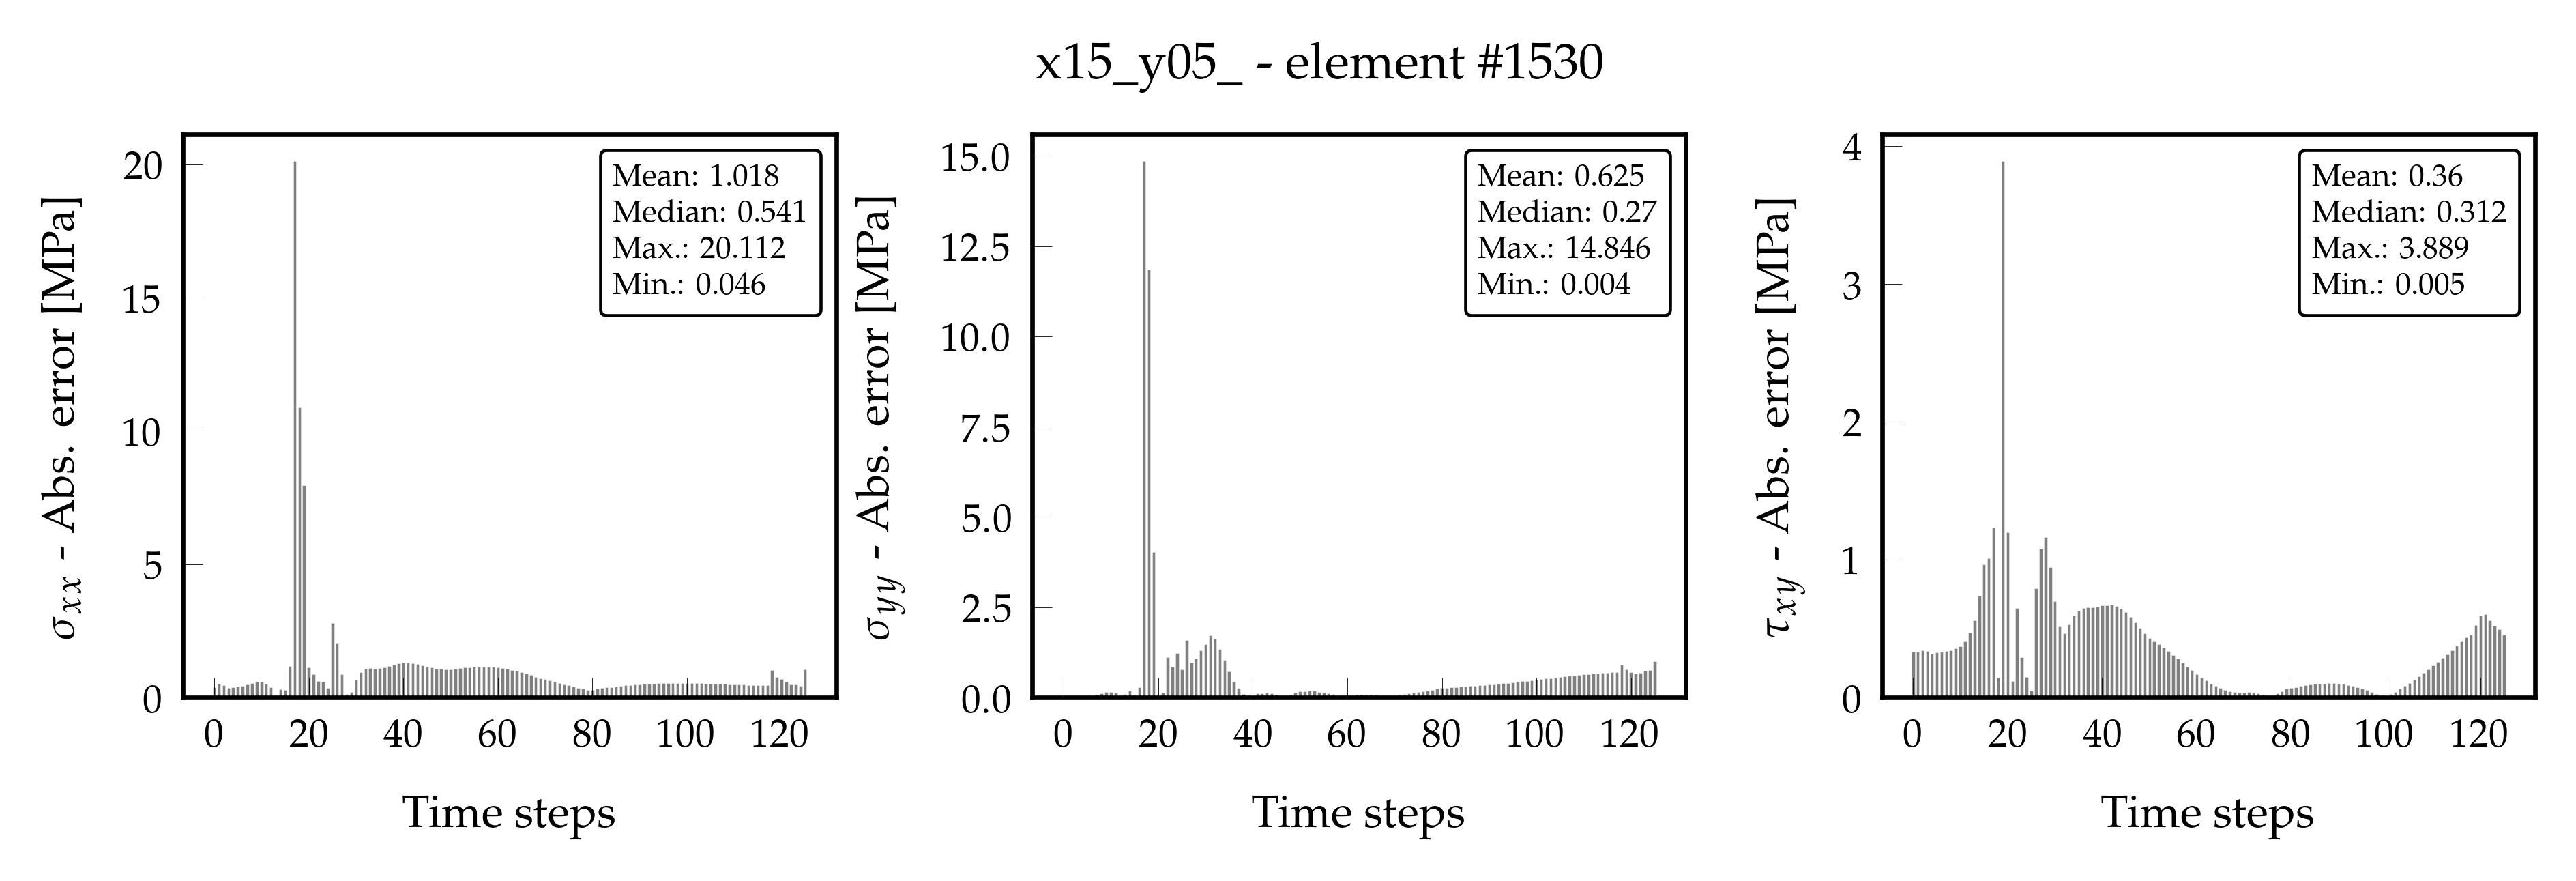 x15_y05_ - element #1530
σxx - Abs. error [MPa]
20
15
10
5
0
Mean: 1.018
Median: 0.541
Max.: 20.112
Min.: 0.046
0 20 40 60 80 100 120
Time steps
σyy - Abs. error [MPa]
15.0
12.5
10.0
7.5
5.0
2.5
0.0
Mean: 0.625
Median: 0.27
Max.: 14.846
Min.: 0.004
0 20 40 60 80 100 120
Time steps
τxy - Abs. error [MPa]
4
3
2
1
0
Mean: 0.36
Median: 0.312
Max.: 3.889
Min.: 0.005
0 20 40 60 80 100 120
Time steps